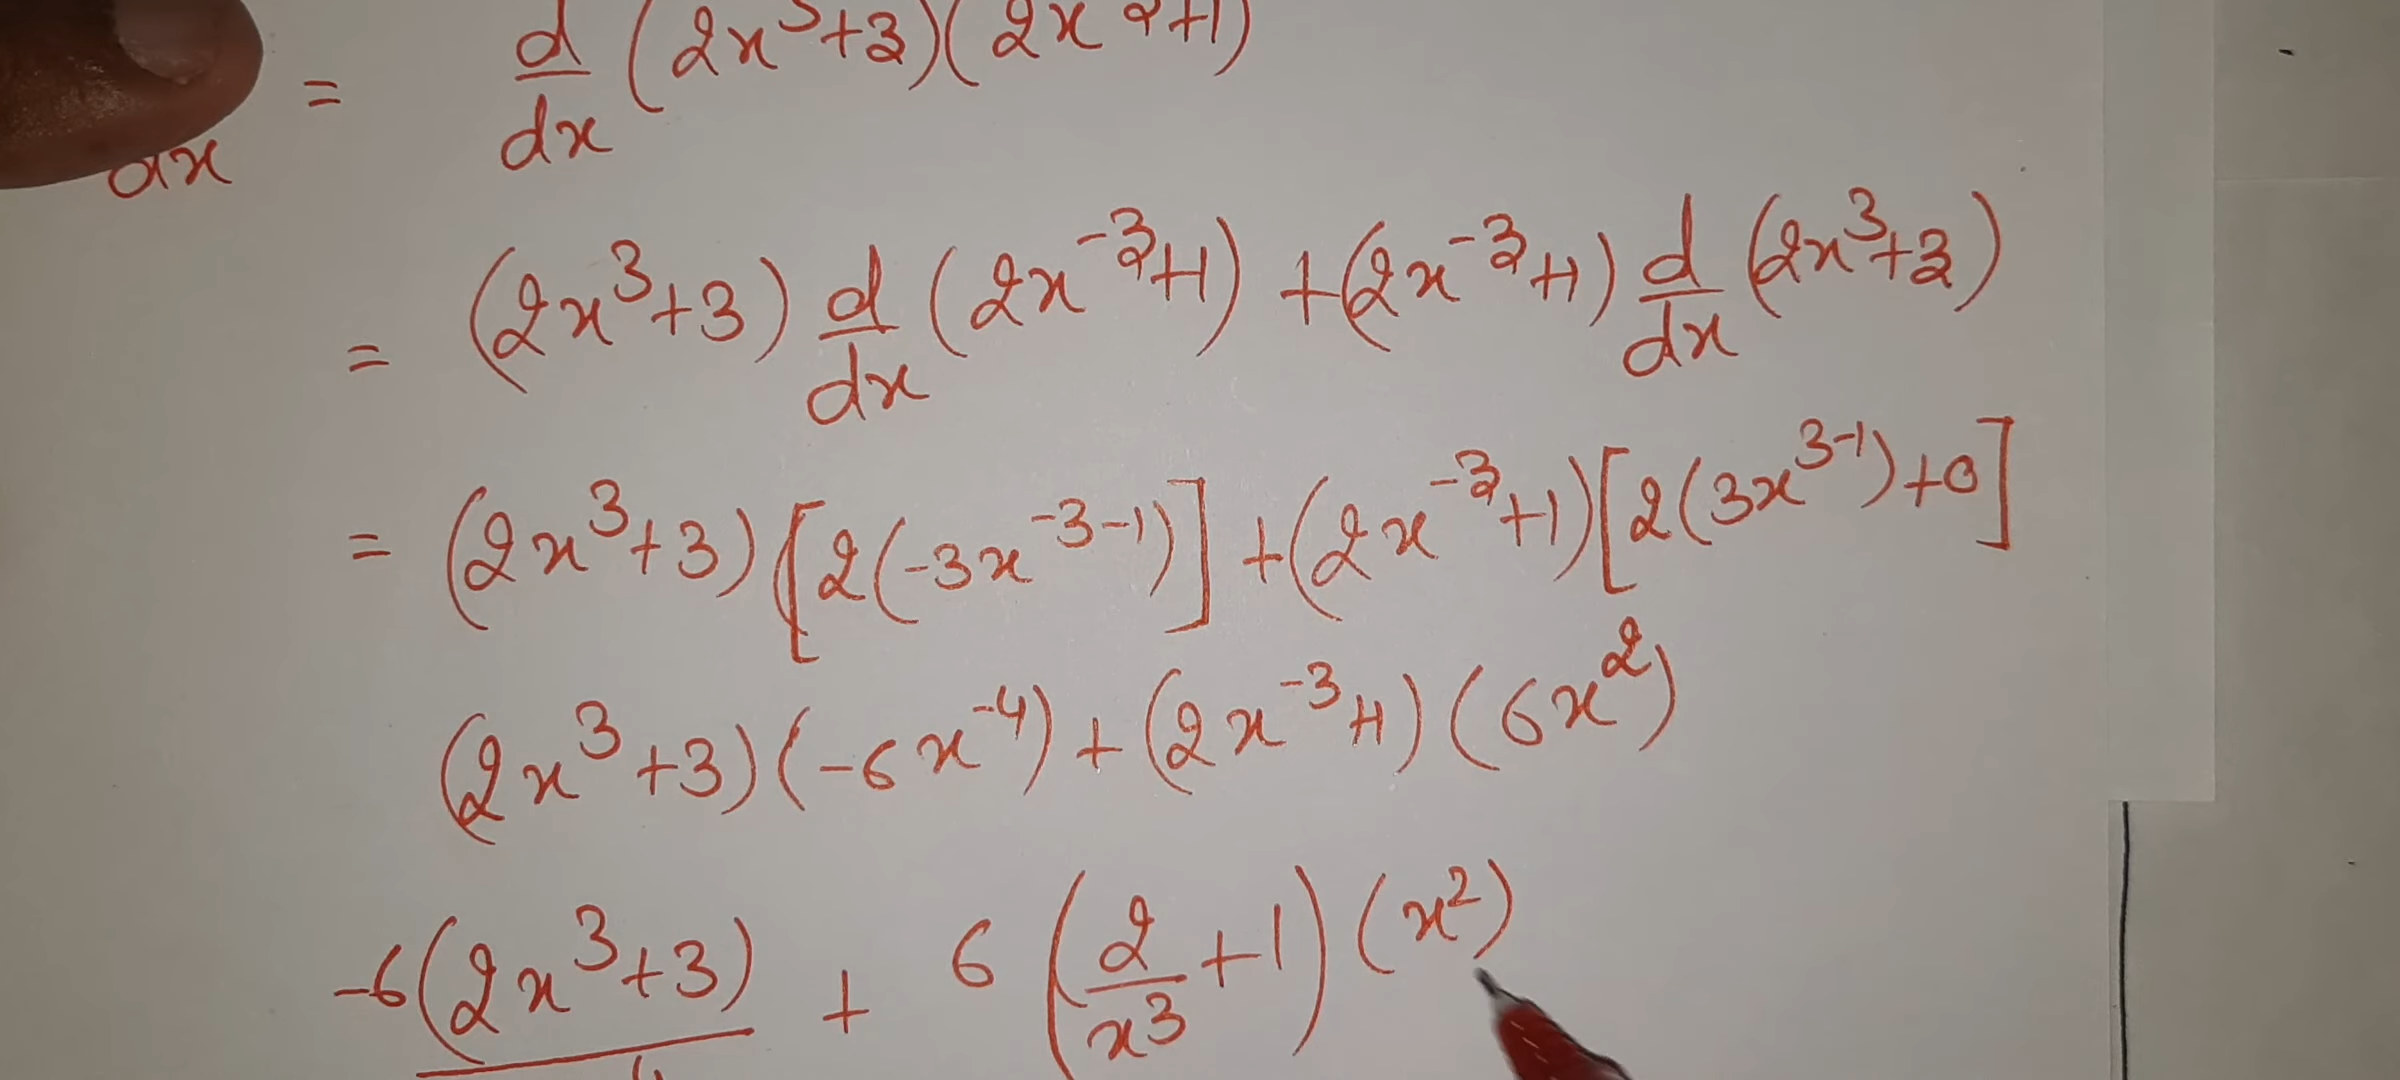 = d/dx (2x³+3)(2x +1)
dx
= (2x³+3) d/dx (2x⁻³+1) + (2x⁻³+1) d/dx (2x³+3)
= (2x³+3) [2(-3x⁻³⁻¹)] + (2x⁻³+1) [2(3x³⁻¹)+0]
(2x³+3)(-6x⁻⁴) + (2x⁻³+1)(6x²)
-6(2x³+3) + 6 (2/x³ +1)(x²)